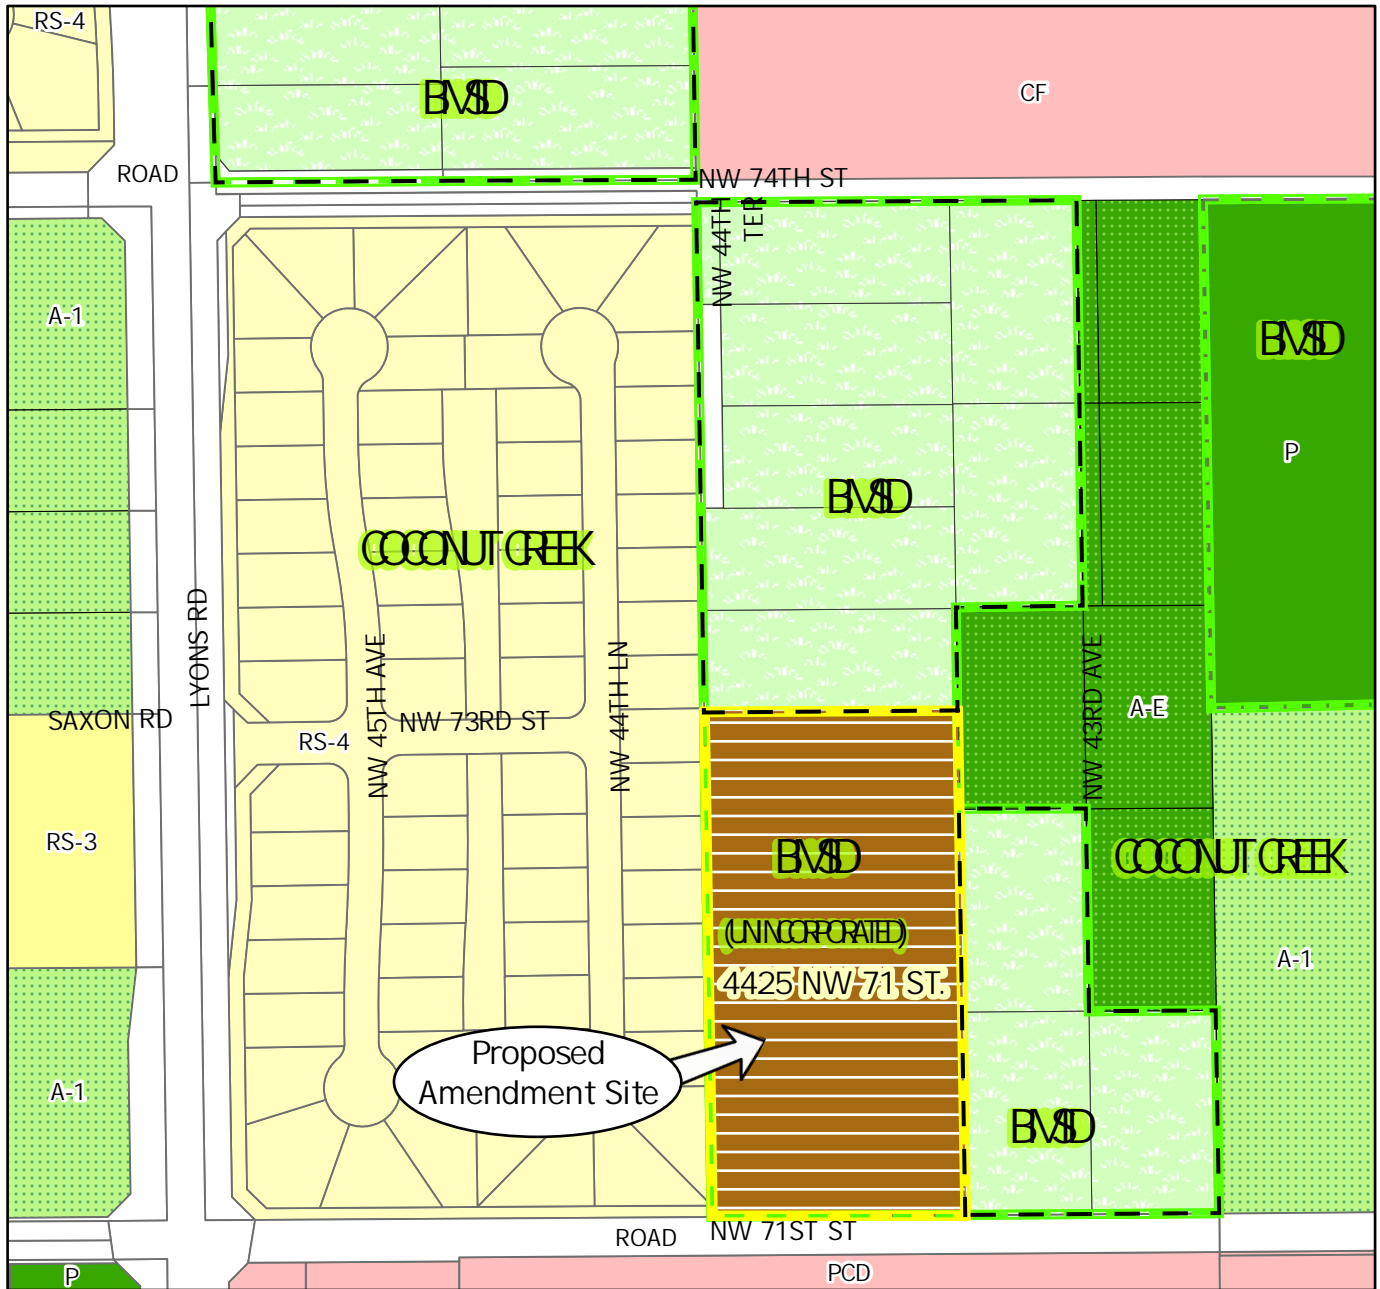 RS-4
BMSD
CF
ROAD
NW 74TH ST
NW 44TH
TER
A-1
BMSD
P
BMSD
COCONUT CREEK
LYONS RD
NW 45TH AVE
NW 44TH LN
NW 43RD AVE
A-E
SAXON RD
NW 73RD ST
RS-4
RS-3
BMSD
COCONUT CREEK
(UNINCORPORATED)
4425 NW 71 ST.
A-1
Proposed
Amendment Site
A-1
BMSD
ROAD
NW 71ST ST
P
PCD